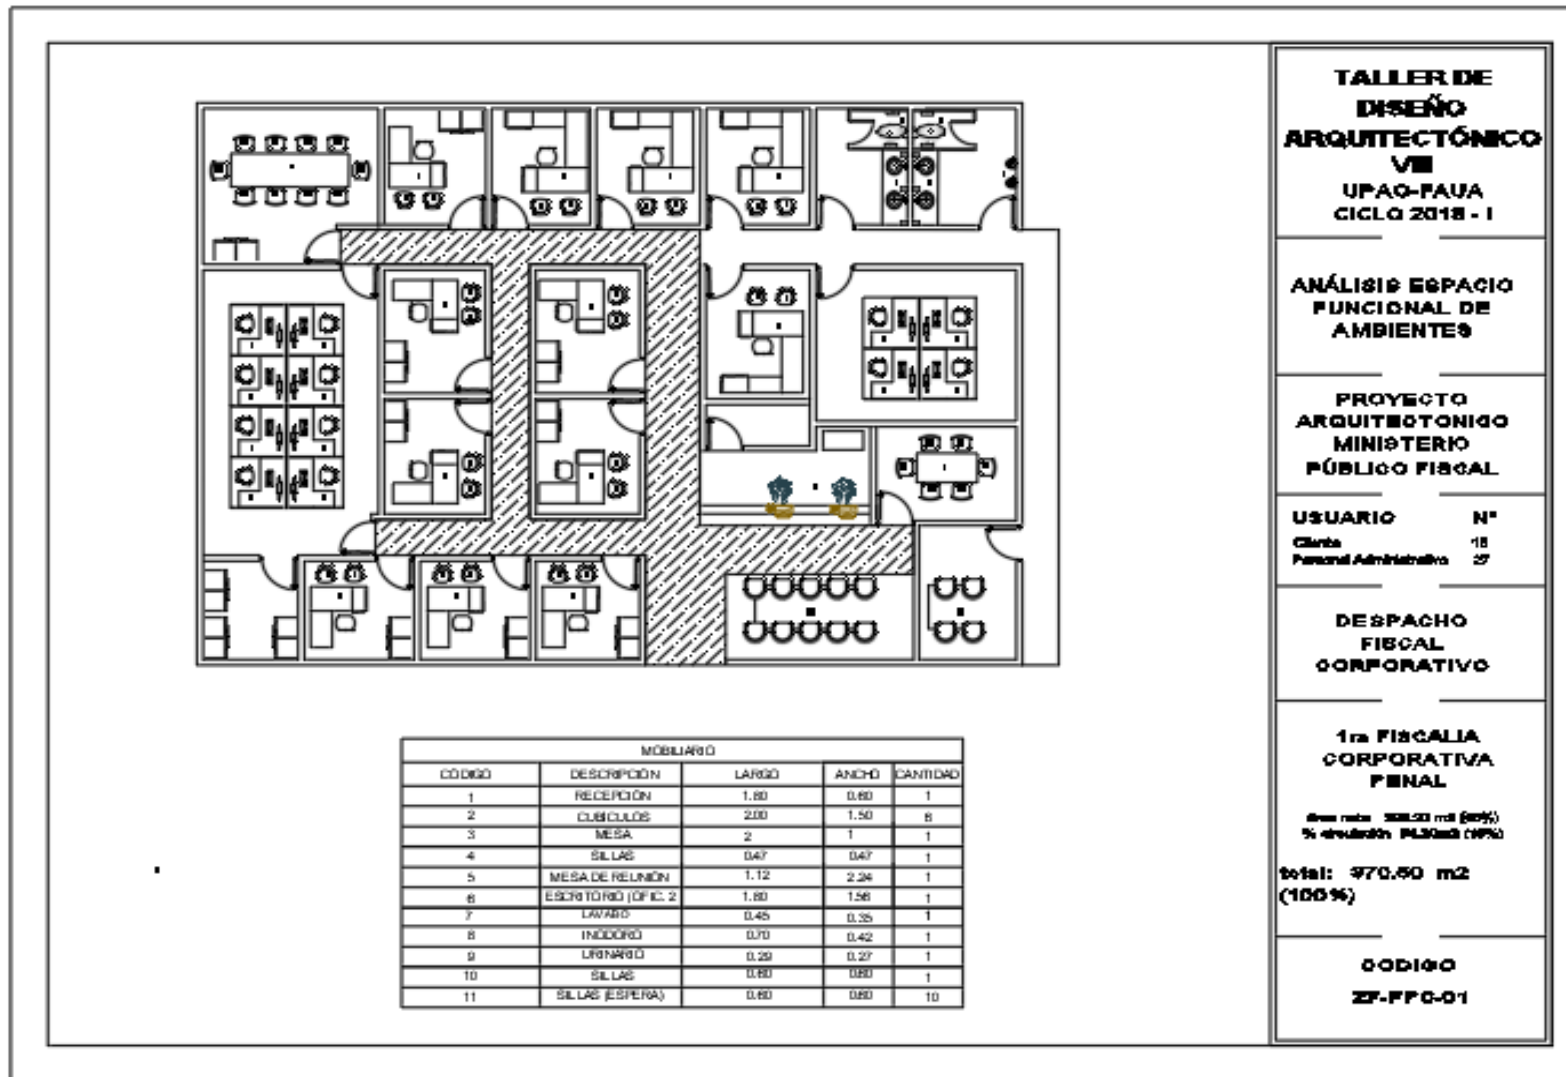 TALLER DE
DISEÑO
ARQUITECTÓNICO
VIII
UPAO-FAUA
CICLO 2018 - I
ANÁLISIS ESPACIO
FUNCIONAL DE
AMBIENTES
PROYECTO
ARQUITECTONICO
MINISTERIO
PÚBLICO FISCAL
USUARIO N°
Cliente 18
Personal Administrativo 27
DESPACHO
FISCAL
CORPORATIVO
1ra FISCALIA
CORPORATIVA
PENAL
% circulación
total: 970.50 m2
(100%)
CODIGO
ZF-FPC-01
MOBILIARIO
CÓDIGO DESCRIPCIÓN LARGO ANCHO CANTIDAD
1 RECEPCIÓN 1.80 0.60 1
2 CUBICULOS 2.00 1.50 6
3 MESA 2 1 1
4 SILLAS 0.47 0.47 1
5 MESA DE REUNIÓN 1.12 2.24 1
6 ESCRITORIO (OFIC. 2 1.80 1.56 1
7 LAVABO 0.45 0.35 1
8 INODORO 0.70 0.42 1
9 URINARIO 0.29 0.27 1
10 SILLAS 0.60 0.60 1
11 SILLAS (ESPERA) 0.60 0.60 10